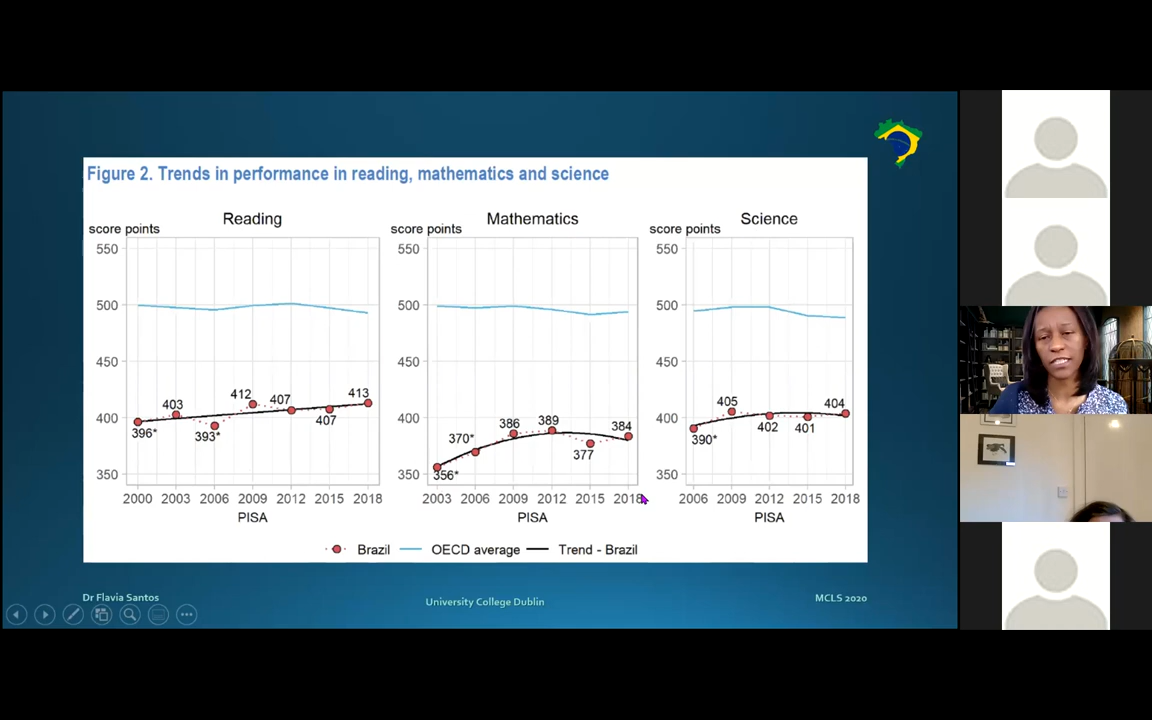 Figure 2. Trends in performance in reading, mathematics and science
Reading
score points
550
500
450
400
350
396*
403
393*
412
407
407
413
2000 2003 2006 2009 2012 2015 2018
PISA
Mathematics
score points
550
500
450
400
350
356*
370*
386
389
377
384
2003 2006 2009 2012 2015 2018
PISA
Science
score points
550
500
450
400
350
390*
405
402
401
404
2006 2009 2012 2015 2018
PISA
Brazil OECD average Trend - Brazil
Dr Flavia Santos
University College Dublin
MCLS 2020